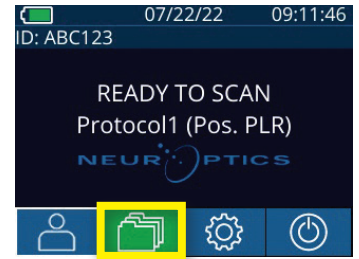 07/22/22 09:11:46
ID: ABC123
READY TO SCAN
Protocol1 (Pos. PLR)
NEUROPTICS